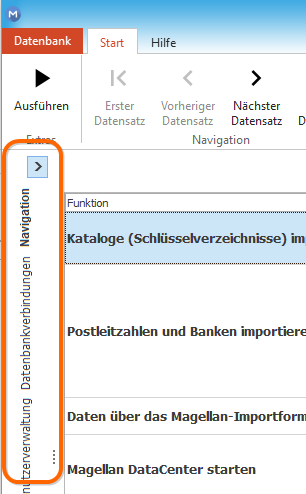 M
Datenbank Start Hilfe
Ausführen
Erster
Datensatz
Vorheriger
Datensatz
Nächster
Datensatz
D
Extras
Navigation
Navigation
Datenbankverbindungen
nutzerverwaltung
Funktion
Kataloge (Schlüsselverzeichnisse) im
Postleitzahlen und Banken importiere
Daten über das Magellan-Importform
Magellan DataCenter starten